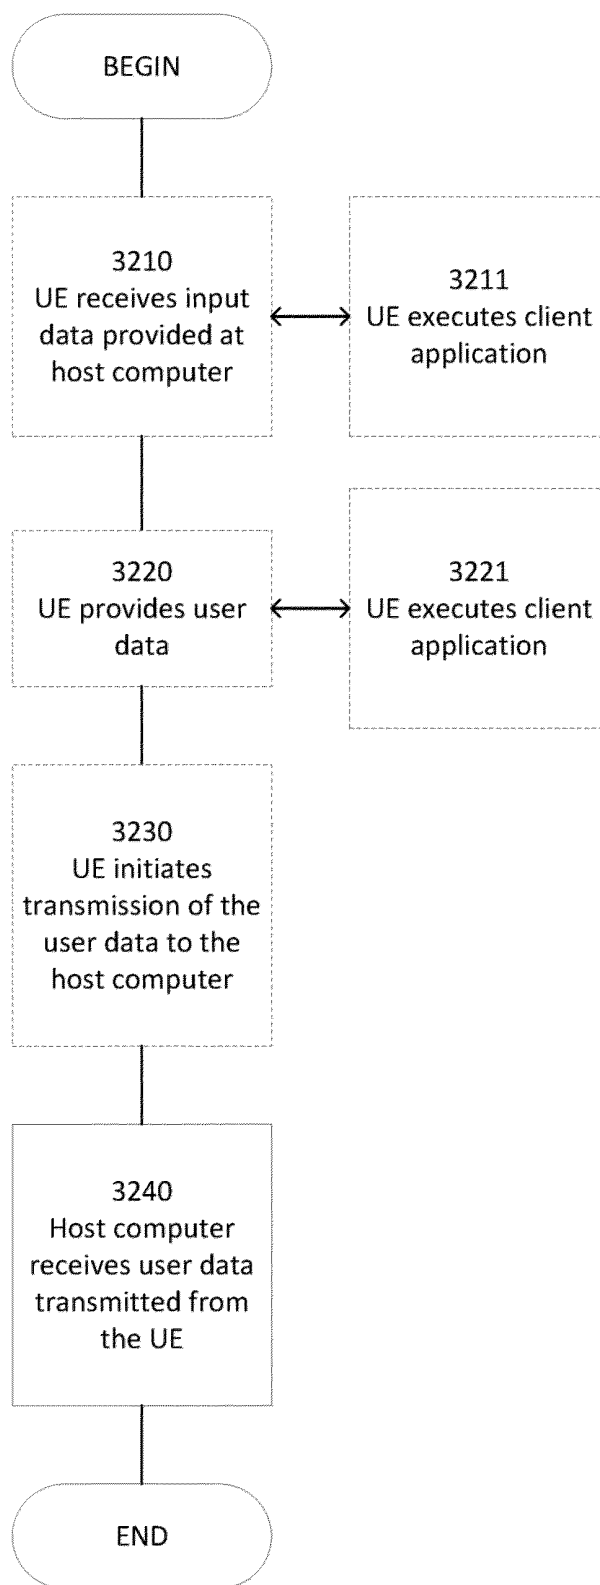 BEGIN
3210
UE receives input
data provided at
host computer
3211
UE executes client
application
3220
UE provides user
data
3221
UE executes client
application
3230
UE initiates
transmission of the
user data to the
host computer
3240
Host computer
receives user data
transmitted from
the UE
END